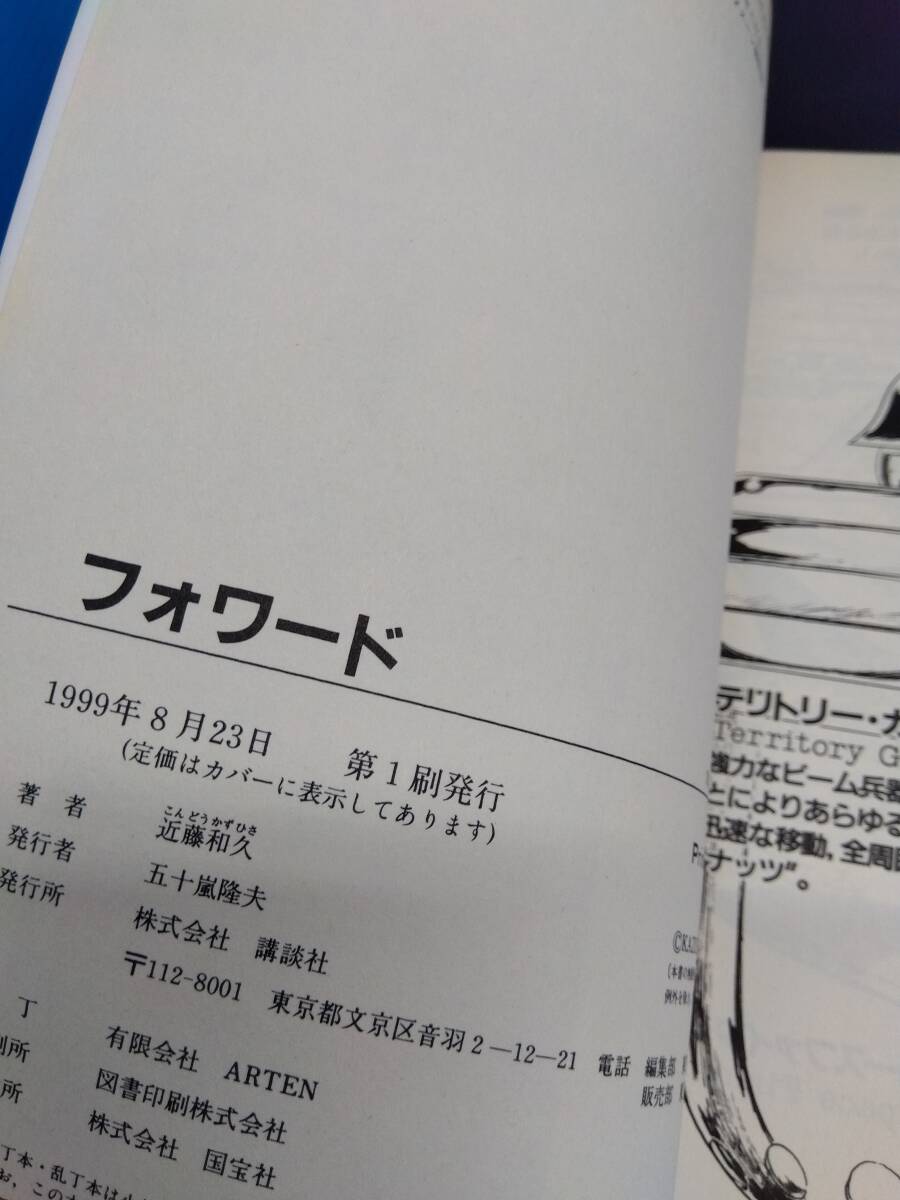 フォワード
1999年8月23日 第1刷発行
(定価はカバーに表示してあります)
著者 近藤和久
こんどうかずひさ
発行者 五十嵐隆夫
発行所 株式会社 講談社
〒112-8001 東京都文京区音羽2-12-21 電話 編集部
販売部
丁 有限会社 ARTEN
刷所 図書印刷株式会社
所 株式会社 国宝社
丁本・乱丁本は
テリトリー・ガ
Territory G
強力なビーム兵器
とによりあらゆる
迅速な移動,全周
ナッツ"。